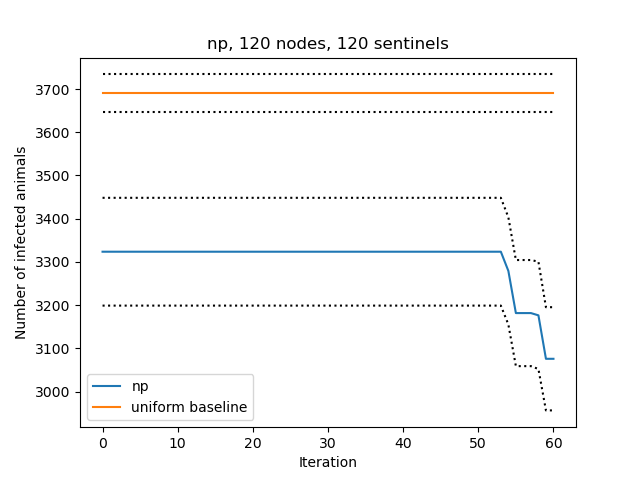 np, 120 nodes, 120 sentinels
Number of infected animals
3700
3600
3500
3400
3300
3200
3100
3000
np
uniform baseline
0 10 20 30 40 50 60
Iteration